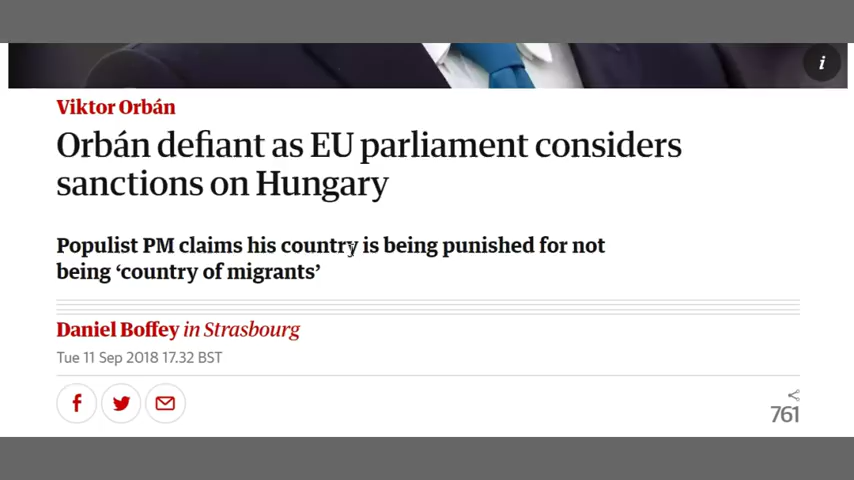 i
Viktor Orbán
Orbán defiant as EU parliament considers
sanctions on Hungary
Populist PM claims his country is being punished for not
being ‘country of migrants’
Daniel Boffey in Strasbourg
Tue 11 Sep 2018 17.32 BST
761